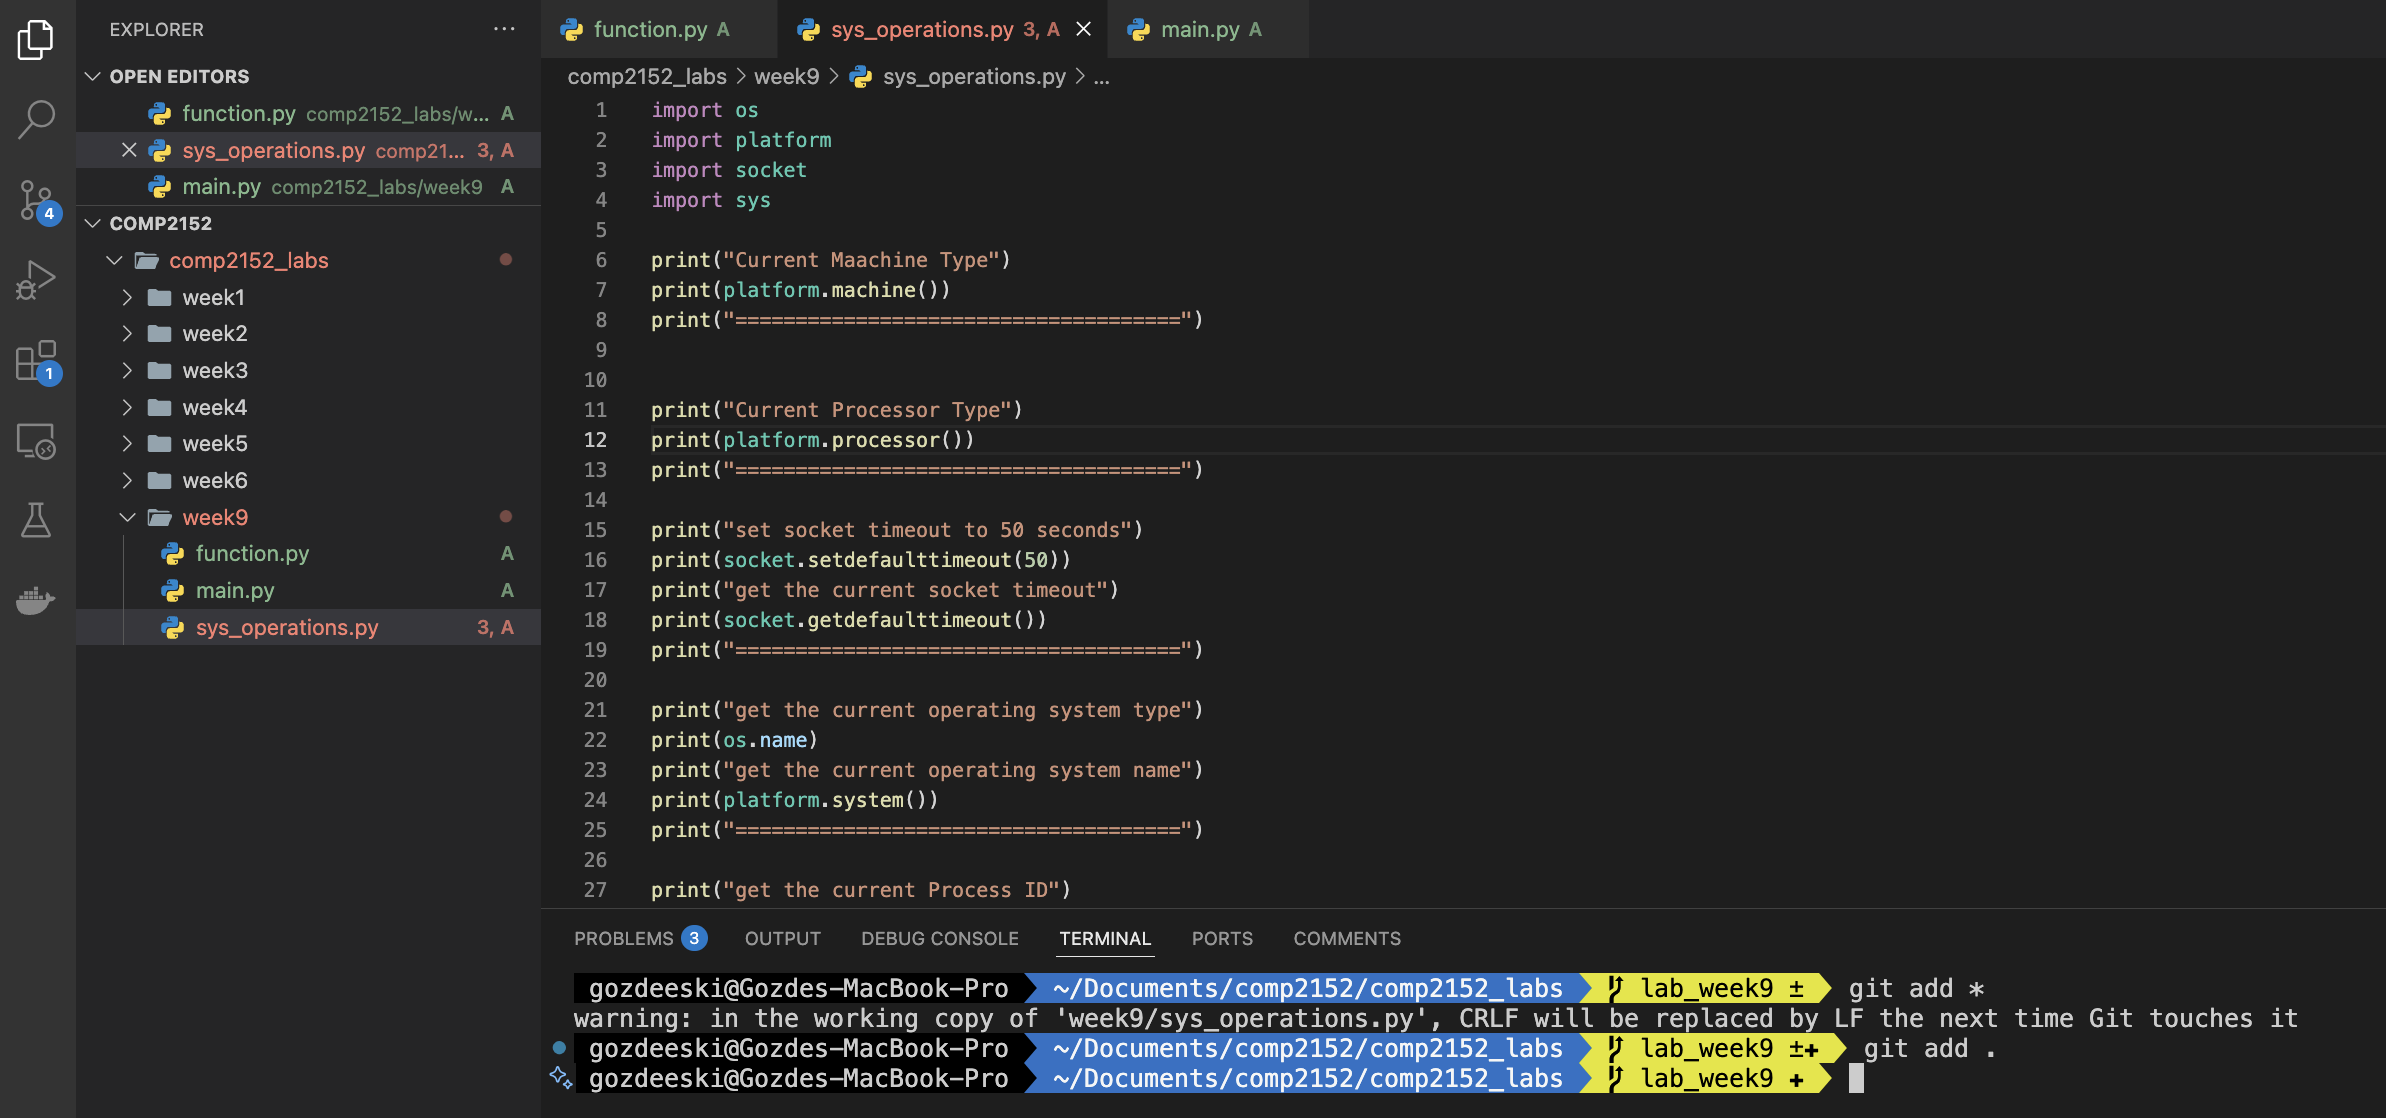 EXPLORER
OPEN EDITORS
function.py comp2152_labs/w... A
sys_operations.py comp21... 3, A
main.py comp2152_labs/week9 A
COMP2152
comp2152_labs
week1
week2
week3
week4
week5
week6
week9
function.py A
main.py A
sys_operations.py 3, A
4
1
function.py A
sys_operations.py 3, A
main.py A
comp2152_labs > week9 > sys_operations.py > ...
1 import os
2 import platform
3 import socket
4 import sys
5
6 print("Current Maachine Type")
7 print(platform.machine())
8 print("=====================================")
9
10
11 print("Current Processor Type")
12 print(platform.processor())
13 print("=====================================")
14
15 print("set socket timeout to 50 seconds")
16 print(socket.setdefaulttimeout(50))
17 print("get the current socket timeout")
18 print(socket.getdefaulttimeout())
19 print("=====================================")
20
21 print("get the current operating system type")
22 print(os.name)
23 print("get the current operating system name")
24 print(platform.system())
25 print("=====================================")
26
27 print("get the current Process ID")
PROBLEMS 3 OUTPUT DEBUG CONSOLE TERMINAL PORTS COMMENTS
gozdeeski@Gozdes-MacBook-Pro ~/Documents/comp2152/comp2152_labs lab_week9 ± git add *
warning: in the working copy of 'week9/sys_operations.py', CRLF will be replaced by LF the next time Git touches it
gozdeeski@Gozdes-MacBook-Pro ~/Documents/comp2152/comp2152_labs lab_week9 ±+ git add .
gozdeeski@Gozdes-MacBook-Pro ~/Documents/comp2152/comp2152_labs lab_week9 +